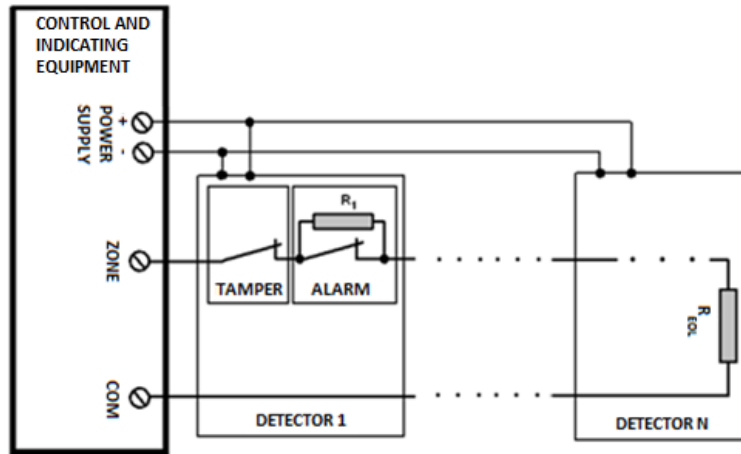 CONTROL AND
INDICATING
EQUIPMENT
POWER
SUPPLY
+
-
ZONE
COM
R1
TAMPER
ALARM
DETECTOR 1
REOL
DETECTOR N